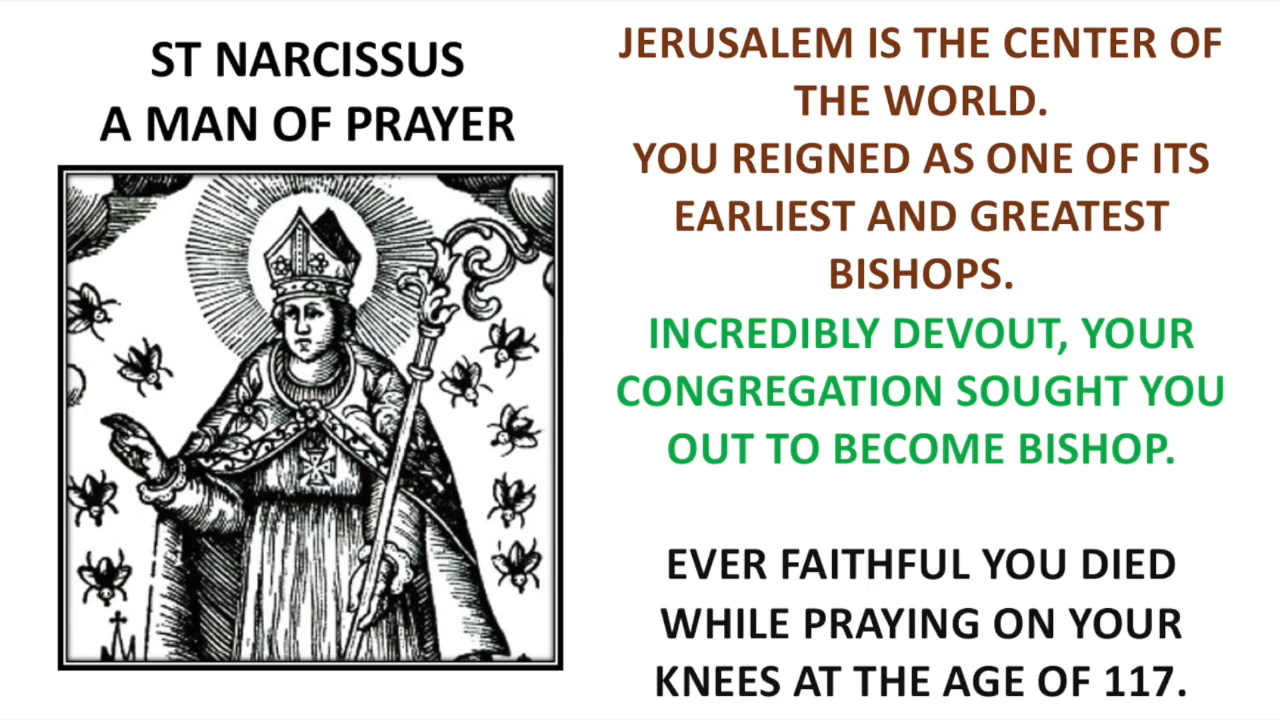 ST NARCISSUS
A MAN OF PRAYER
JERUSALEM IS THE CENTER OF
THE WORLD.
YOU REIGNED AS ONE OF ITS
EARLIEST AND GREATEST
BISHOPS.
INCREDIBLY DEVOUT, YOUR
CONGREGATION SOUGHT YOU
OUT TO BECOME BISHOP.
EVER FAITHFUL YOU DIED
WHILE PRAYING ON YOUR
KNEES AT THE AGE OF 117.